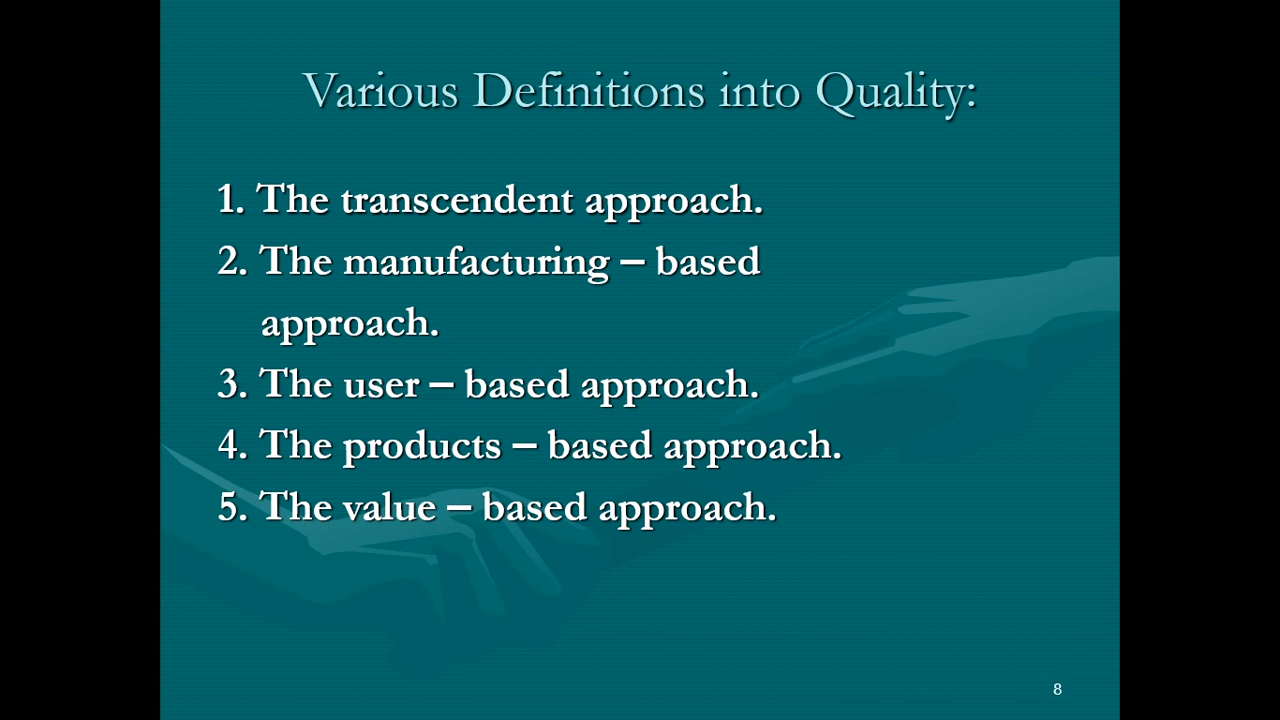 Various Definitions into Quality:
1. The transcendent approach.
2. The manufacturing – based
approach.
3. The user – based approach.
4. The products – based approach.
5. The value – based approach.
8